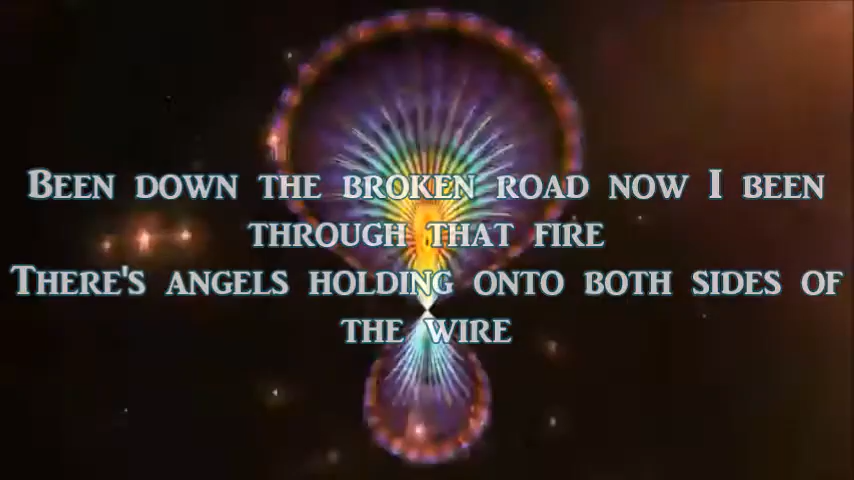 Been down the broken road now I been
through that fire
There's angels holding onto both sides of
the wire